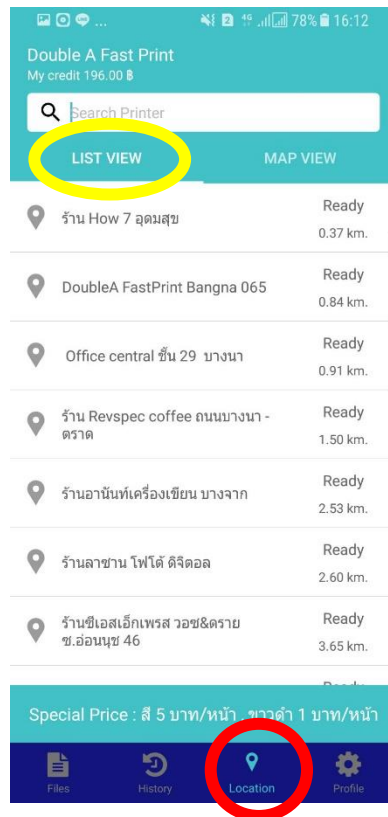 ... 4G 78% 16:12
Double A Fast Print
My credit 196.00 ฿
Search Printer
LIST VIEW MAP VIEW
ร้าน How 7 อุดมสุข Ready
0.37 km.
DoubleA FastPrint Bangna 065 Ready
0.84 km.
Office central ชั้น 29 บางนา Ready
0.91 km.
ร้าน Revspec coffee ถนนบางนา - Ready
ตราด 1.50 km.
ร้านอานันท์เครื่องเขียน บางจาก Ready
2.53 km.
ร้านลาซาน โฟโต้ ดิจิตอล Ready
2.60 km.
ร้านซีเอสเอ็กเพรส วอช&ดราย Ready
ซ.อ่อนนุช 46 3.65 km.
Special Price : สี 5 บาท/หน้า , ขาวดำ 1 บาท/หน้า
Files History Location Profile